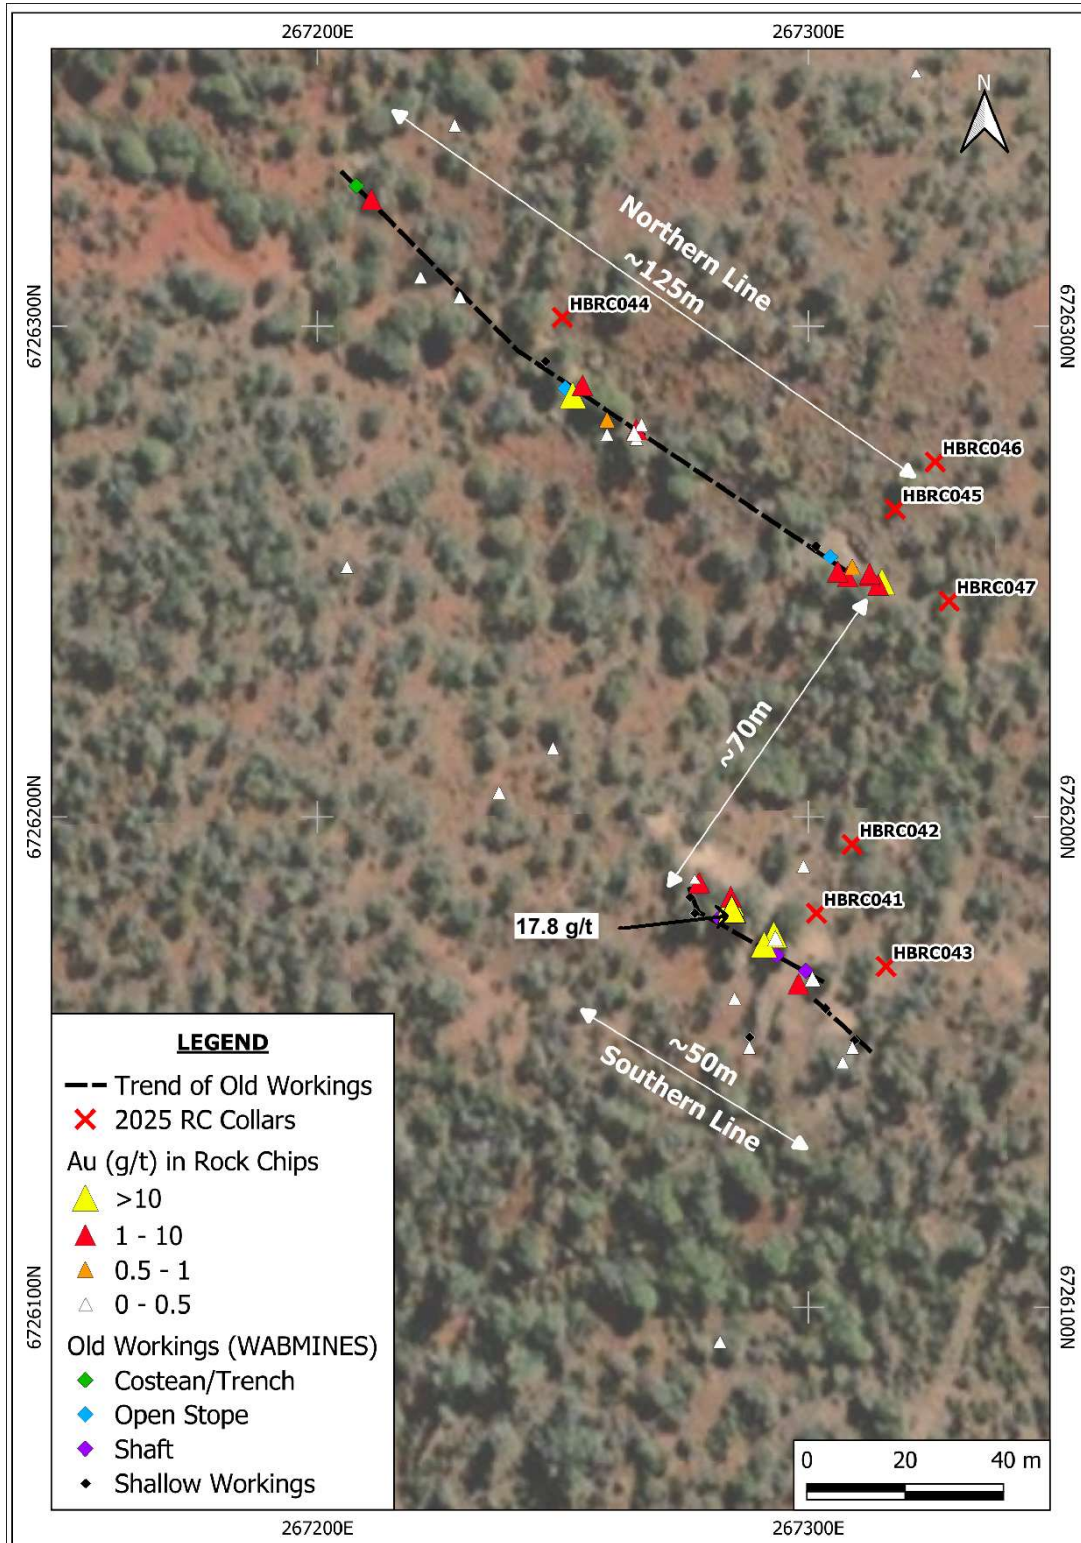 267200E
267300E
N
Northern Line
~125m
6726300N
6726300N
HBRC044
HBRC046
HBRC045
HBRC047
~70m
6726200N
6726200N
HBRC042
HBRC041
17.8 g/t
HBRC043
~50m
Southern Line
LEGEND
Trend of Old Workings
2025 RC Collars
Au (g/t) in Rock Chips
>10
1 - 10
0.5 - 1
0 - 0.5
Old Workings (WABMINES)
Costean/Trench
Open Stope
Shaft
Shallow Workings
6726100N
6726100N
0 20 40 m
267200E
267300E